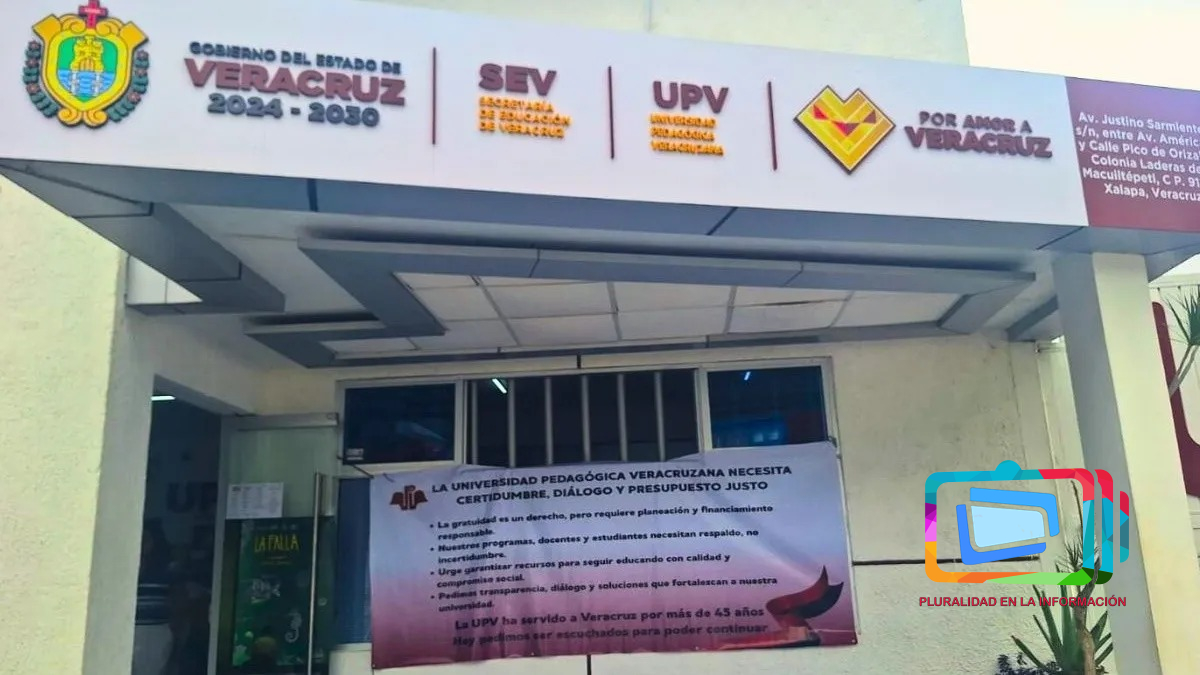 GOBIERNO DEL ESTADO DE
VERACRUZ
2024 - 2030
SEV
SECRETARÍA
DE EDUCACIÓN
DE VERACRUZ
UPV
UNIVERSIDAD
PEDAGÓGICA
VERACRUZANA
POR AMOR A
VERACRUZ
Av. Justino Sarmient
s/n, entre Av. Améric
y Calle Pico de Oriza
Colonia Laderas de
Macuiltépetl, C P. 91
Xalapa, Veracruz
LA UNIVERSIDAD PEDAGÓGICA VERACRUZANA NECESITA
CERTIDUMBRE, DIÁLOGO Y PRESUPUESTO JUSTO
• La gratuidad es un derecho, pero requiere planeación y financiamiento
responsable.
• Nuestros programas, docentes y estudiantes necesitan respaldo, no
incertidumbre.
• Urge garantizar recursos para seguir educando con calidad y
compromiso social.
• Pedimos transparencia, diálogo y soluciones que fortalezcan a nuestra
universidad.
La UPV ha servido a Veracruz por más de 45 años
Hoy pedimos ser escuchados para poder continuar
LA FALLA
PLURALIDAD EN LA INFORMACIÓN